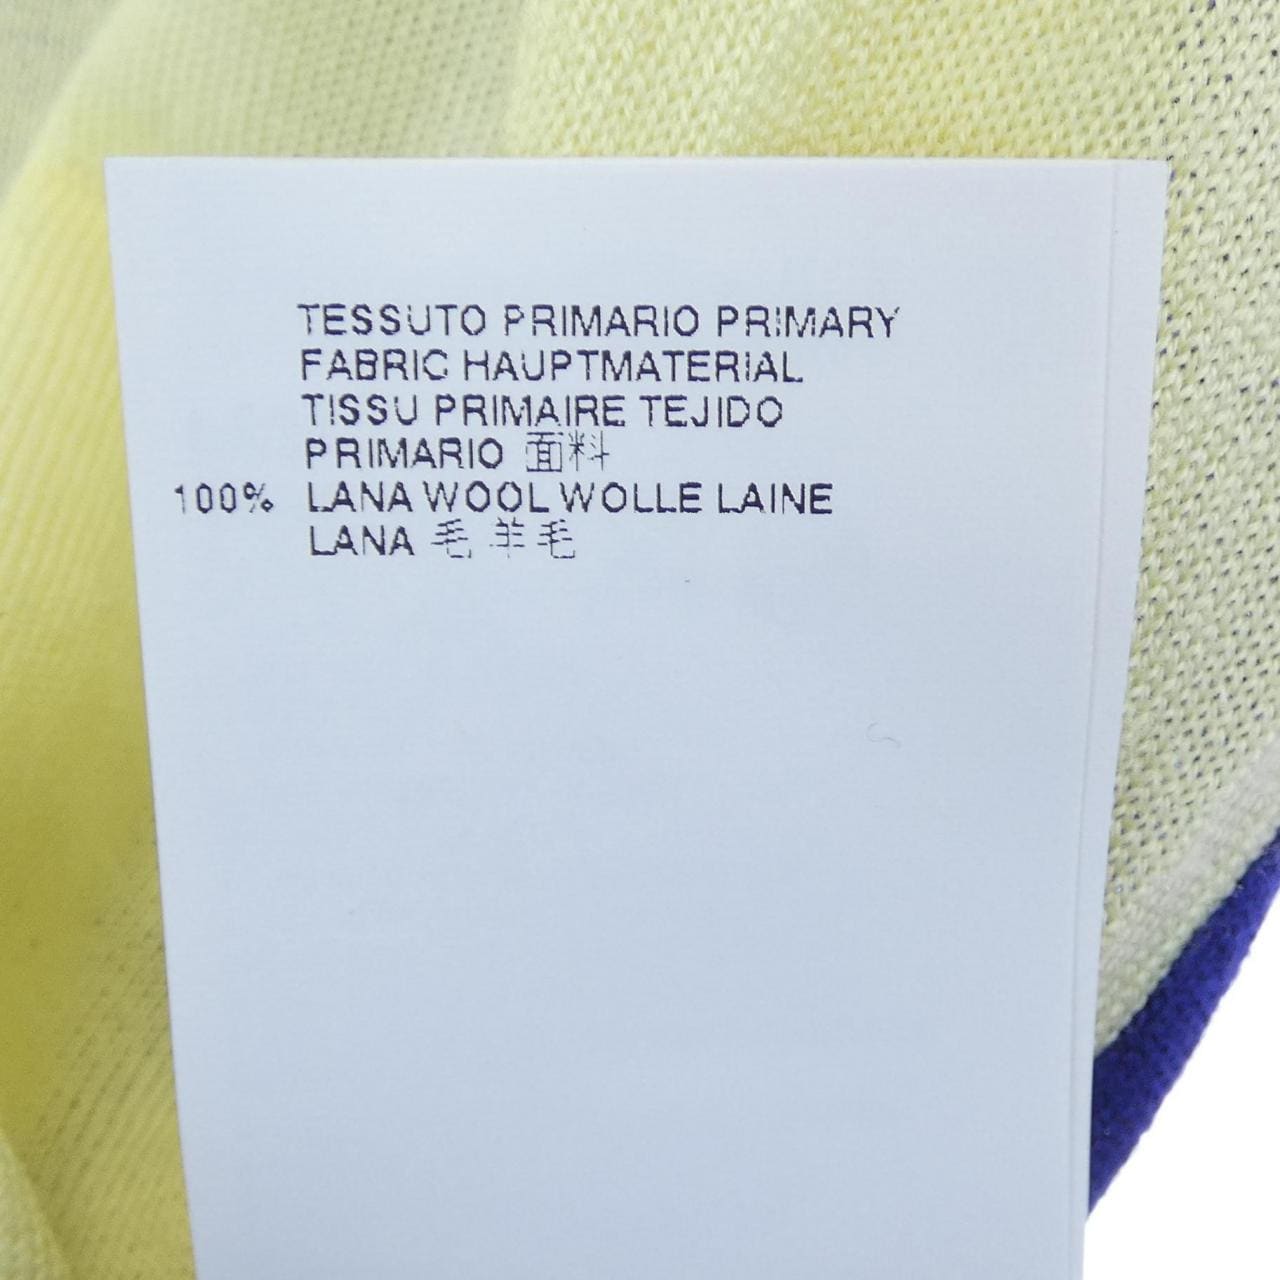 TESSUTO PRIMARIO PRIMARY
FABRIC HAUPTMATERIAL
TISSU PRIMAIRE TEJIDO
PRIMARIO 面料
100% LANA WOOL WOLLE LAINE
LANA 毛 羊毛